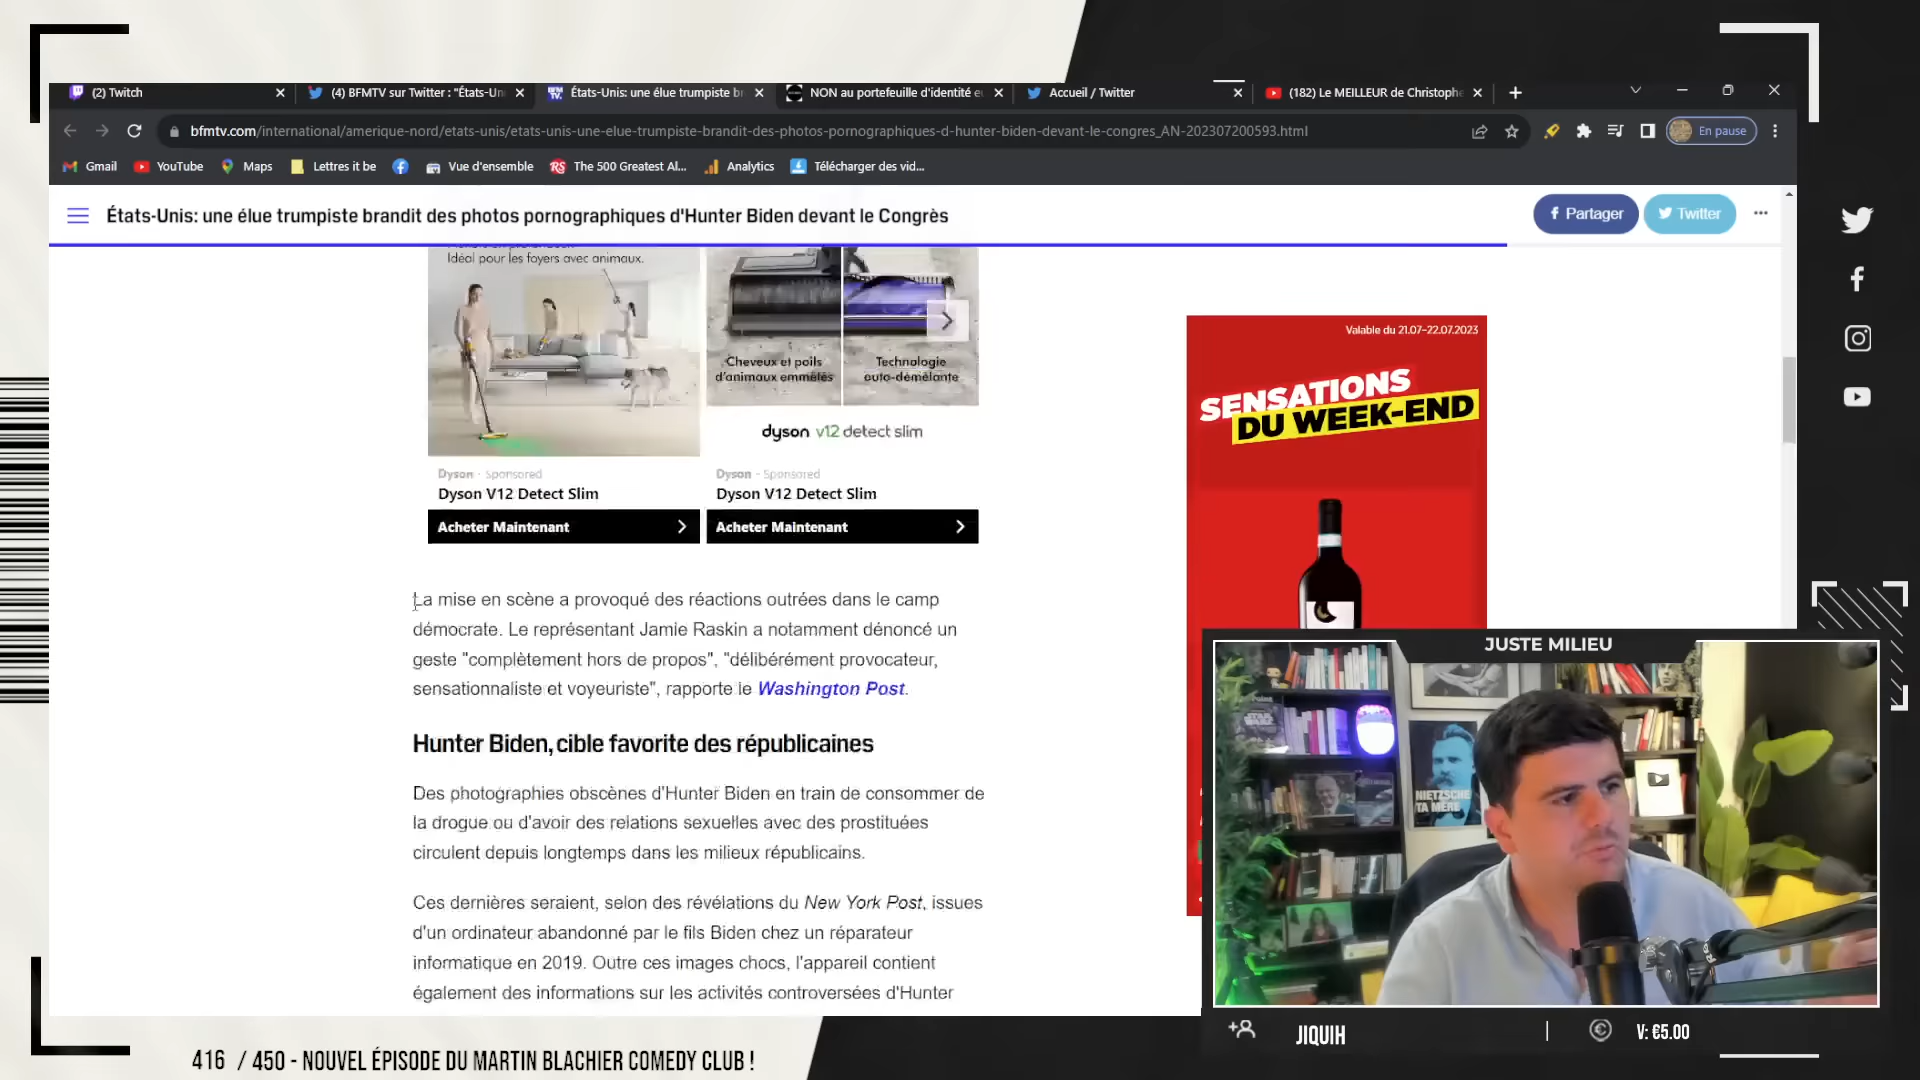 (2) Twitch
(4) BFMTV sur Twitter : "États-Un
États-Unis: une élue trumpiste br
NON au portefeuille d'identité eu
Accueil / Twitter
(182) Le MEILLEUR de Christophe
bfmtv.com/international/amerique-nord/etats-unis/etats-unis-une-elue-trumpiste-brandit-des-photos-pornographiques-d-hunter-biden-devant-le-congres_AN-202307200593.html
En pause
Gmail
YouTube
Maps
Lettres it be
Vue d'ensemble
The 500 Greatest Al...
Analytics
Télécharger des vid...
États-Unis: une élue trumpiste brandit des photos pornographiques d'Hunter Biden devant le Congrès
Partager
Twitter
Idéal pour les foyers avec animaux.
Cheveux et poils
d'animaux emmêlés
Technologie
auto-démêlante
dyson v12 detect slim
Dyson - Sponsored
Dyson V12 Detect Slim
Acheter Maintenant
Dyson - Sponsored
Dyson V12 Detect Slim
Acheter Maintenant
Valable du 21.07-22.07.2023
SENSATIONS
DU WEEK-END
La mise en scène a provoqué des réactions outrées dans le camp
démocrate. Le représentant Jamie Raskin a notamment dénoncé un
geste "complètement hors de propos", "délibérément provocateur,
sensationnaliste et voyeuriste", rapporte le Washington Post.
Hunter Biden, cible favorite des républicaines
Des photographies obscènes d'Hunter Biden en train de consommer de
la drogue ou d'avoir des relations sexuelles avec des prostituées
circulent depuis longtemps dans les milieux républicains.
Ces dernières seraient, selon des révélations du New York Post, issues
d'un ordinateur abandonné par le fils Biden chez un réparateur
informatique en 2019. Outre ces images chocs, l'appareil contient
également des informations sur les activités controversées d'Hunter
JUSTE MILIEU
NIETZSCHE
TA MÈRE
JIQUIH
V: €5.00
416 / 450 - NOUVEL ÉPISODE DU MARTIN BLACHIER COMEDY CLUB !